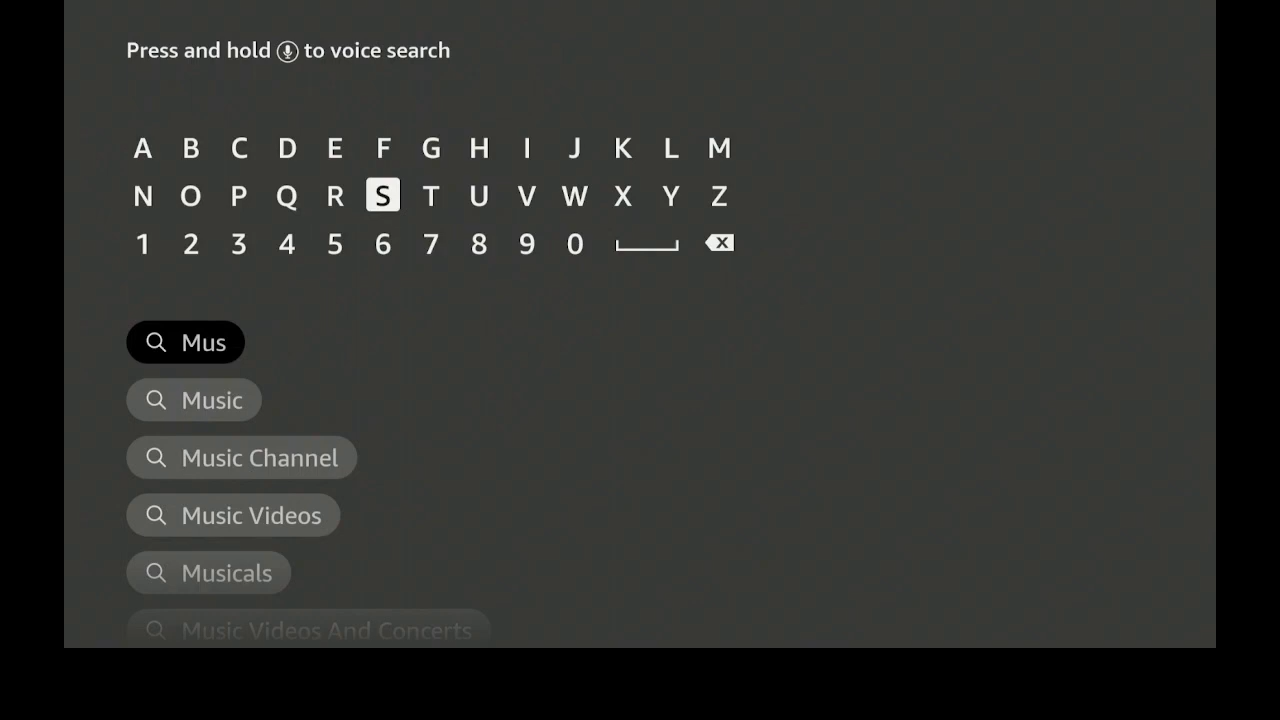 Press and hold to voice search
A B C D E F G H I J K L M
N O P Q R S T U V W X Y Z
1 2 3 4 5 6 7 8 9 0
Mus
Music
Music Channel
Music Videos
Musicals
Music Videos And Concerts